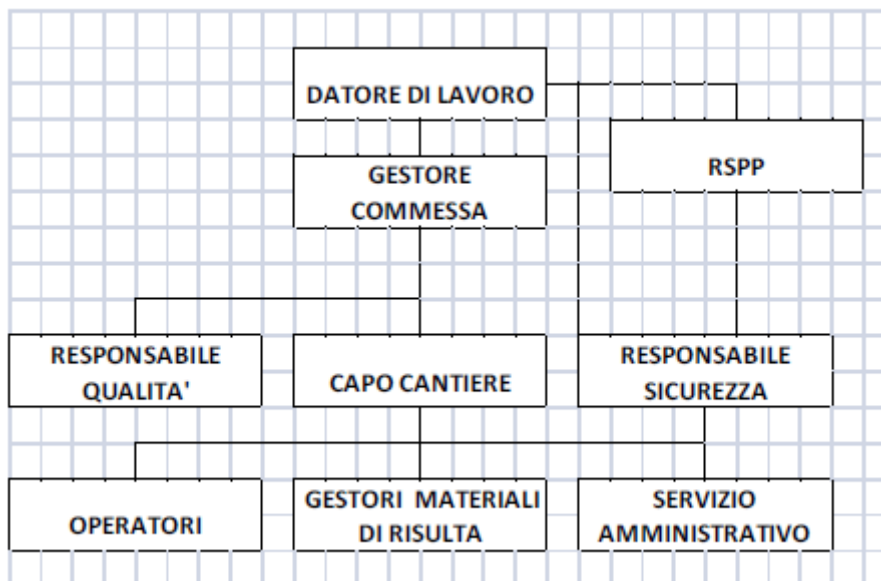 DATORE DI LAVORO
RSPP
GESTORE
COMMESSA
RESPONSABILE
QUALITA'
CAPO CANTIERE
RESPONSABILE
SICUREZZA
OPERATORI
GESTORI MATERIALI
DI RISULTA
SERVIZIO
AMMINISTRATIVO